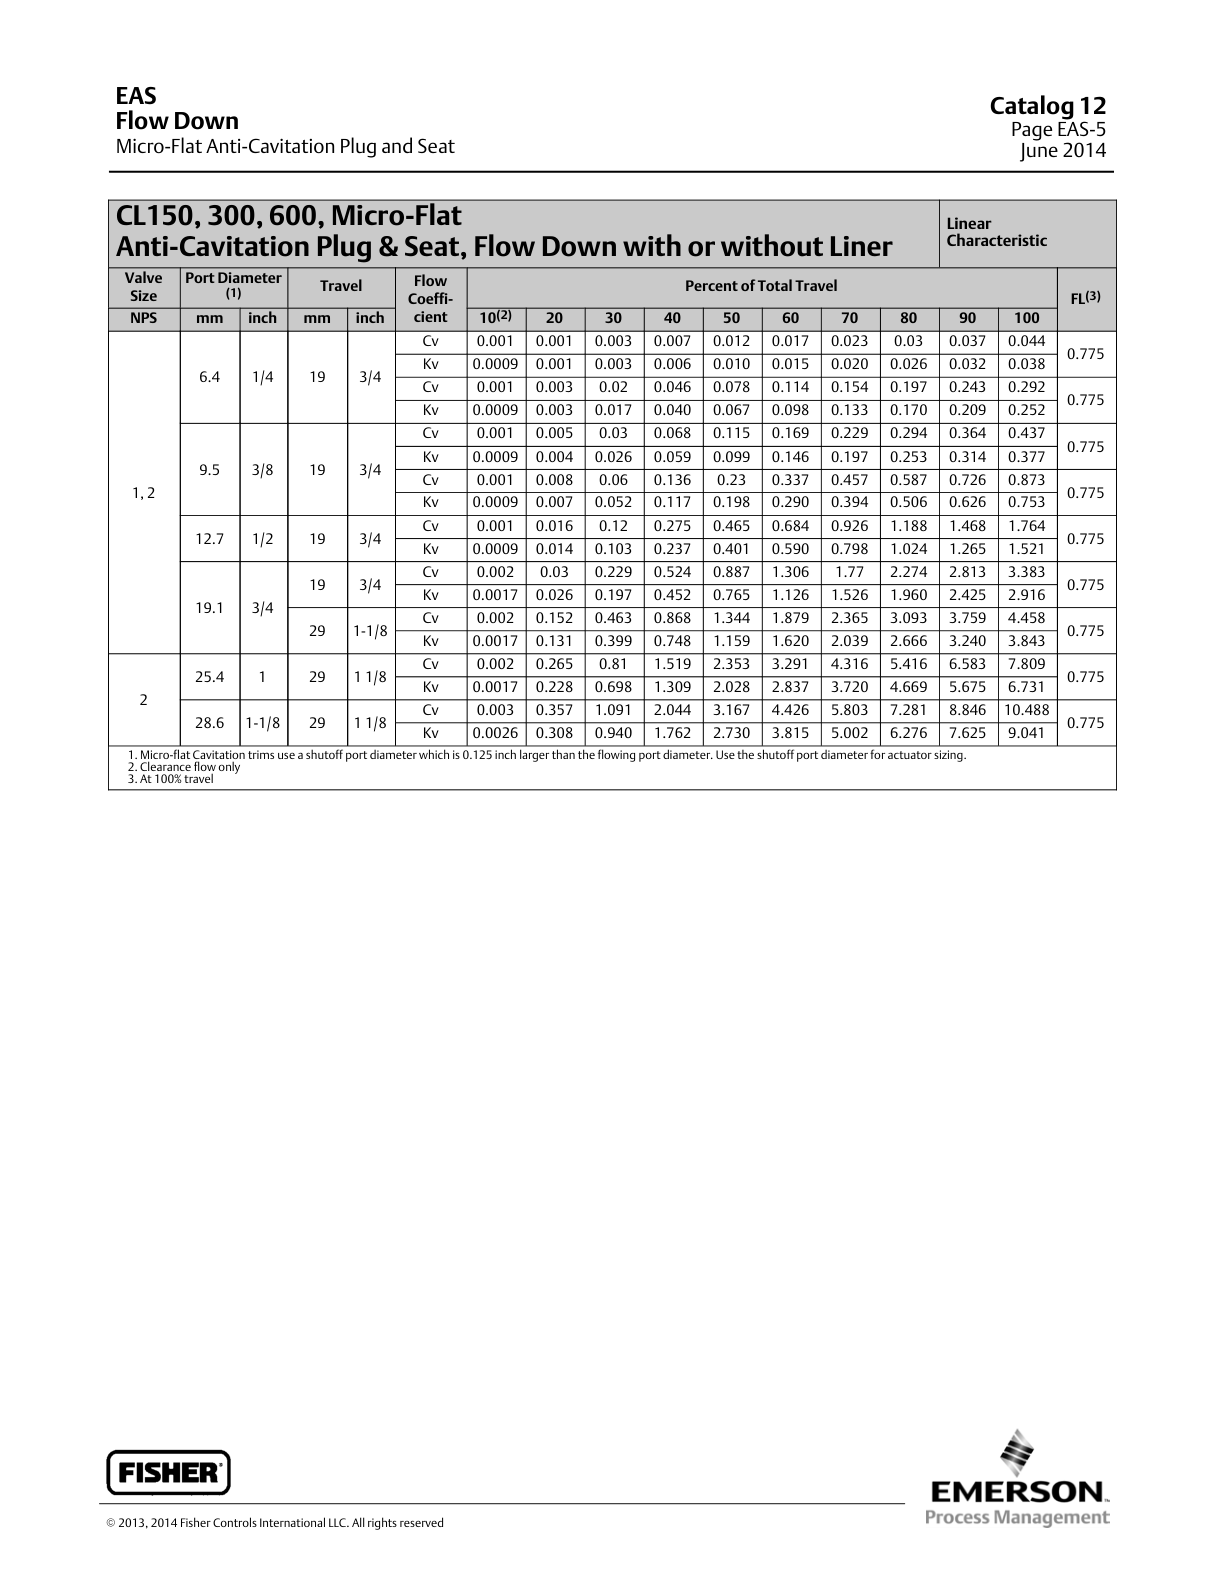 EAS
Flow Down
Micro-Flat Anti-Cavitation Plug and Seat
Catalog 12
Page EAS-5
June 2014
CL150, 300, 600, Micro-Flat
Anti-Cavitation Plug & Seat, Flow Down with or without Liner
Linear
Characteristic
Valve Size Port Diameter (1) Travel Flow Coeffi-cient Percent of Total Travel FL(3)
NPS mm inch mm inch 10(2) 20 30 40 50 60 70 80 90 100
1, 2 6.4 1/4 19 3/4 Cv 0.001 0.001 0.003 0.007 0.012 0.017 0.023 0.03 0.037 0.044 0.775
Kv 0.0009 0.001 0.003 0.006 0.010 0.015 0.020 0.026 0.032 0.038
Cv 0.001 0.003 0.02 0.046 0.078 0.114 0.154 0.197 0.243 0.292 0.775
Kv 0.0009 0.003 0.017 0.040 0.067 0.098 0.133 0.170 0.209 0.252
9.5 3/8 19 3/4 Cv 0.001 0.005 0.03 0.068 0.115 0.169 0.229 0.294 0.364 0.437 0.775
Kv 0.0009 0.004 0.026 0.059 0.099 0.146 0.197 0.253 0.314 0.377
Cv 0.001 0.008 0.06 0.136 0.23 0.337 0.457 0.587 0.726 0.873 0.775
Kv 0.0009 0.007 0.052 0.117 0.198 0.290 0.394 0.506 0.626 0.753
12.7 1/2 19 3/4 Cv 0.001 0.016 0.12 0.275 0.465 0.684 0.926 1.188 1.468 1.764 0.775
Kv 0.0009 0.014 0.103 0.237 0.401 0.590 0.798 1.024 1.265 1.521
19.1 3/4 19 3/4 Cv 0.002 0.03 0.229 0.524 0.887 1.306 1.77 2.274 2.813 3.383 0.775
Kv 0.0017 0.026 0.197 0.452 0.765 1.126 1.526 1.960 2.425 2.916
29 1-1/8 Cv 0.002 0.152 0.463 0.868 1.344 1.879 2.365 3.093 3.759 4.458 0.775
Kv 0.0017 0.131 0.399 0.748 1.159 1.620 2.039 2.666 3.240 3.843
2 25.4 1 29 1 1/8 Cv 0.002 0.265 0.81 1.519 2.353 3.291 4.316 5.416 6.583 7.809 0.775
Kv 0.0017 0.228 0.698 1.309 2.028 2.837 3.720 4.669 5.675 6.731
28.6 1-1/8 29 1 1/8 Cv 0.003 0.357 1.091 2.044 3.167 4.426 5.803 7.281 8.846 10.488 0.775
Kv 0.0026 0.308 0.940 1.762 2.730 3.815 5.002 6.276 7.625 9.041
1. Micro-flat Cavitation trims use a shutoff port diameter which is 0.125 inch larger than the flowing port diameter. Use the shutoff port diameter for actuator sizing.
2. Clearance flow only
3. At 100% travel
FISHER
EMERSON
Process Management
© 2013, 2014 Fisher Controls International LLC. All rights reserved